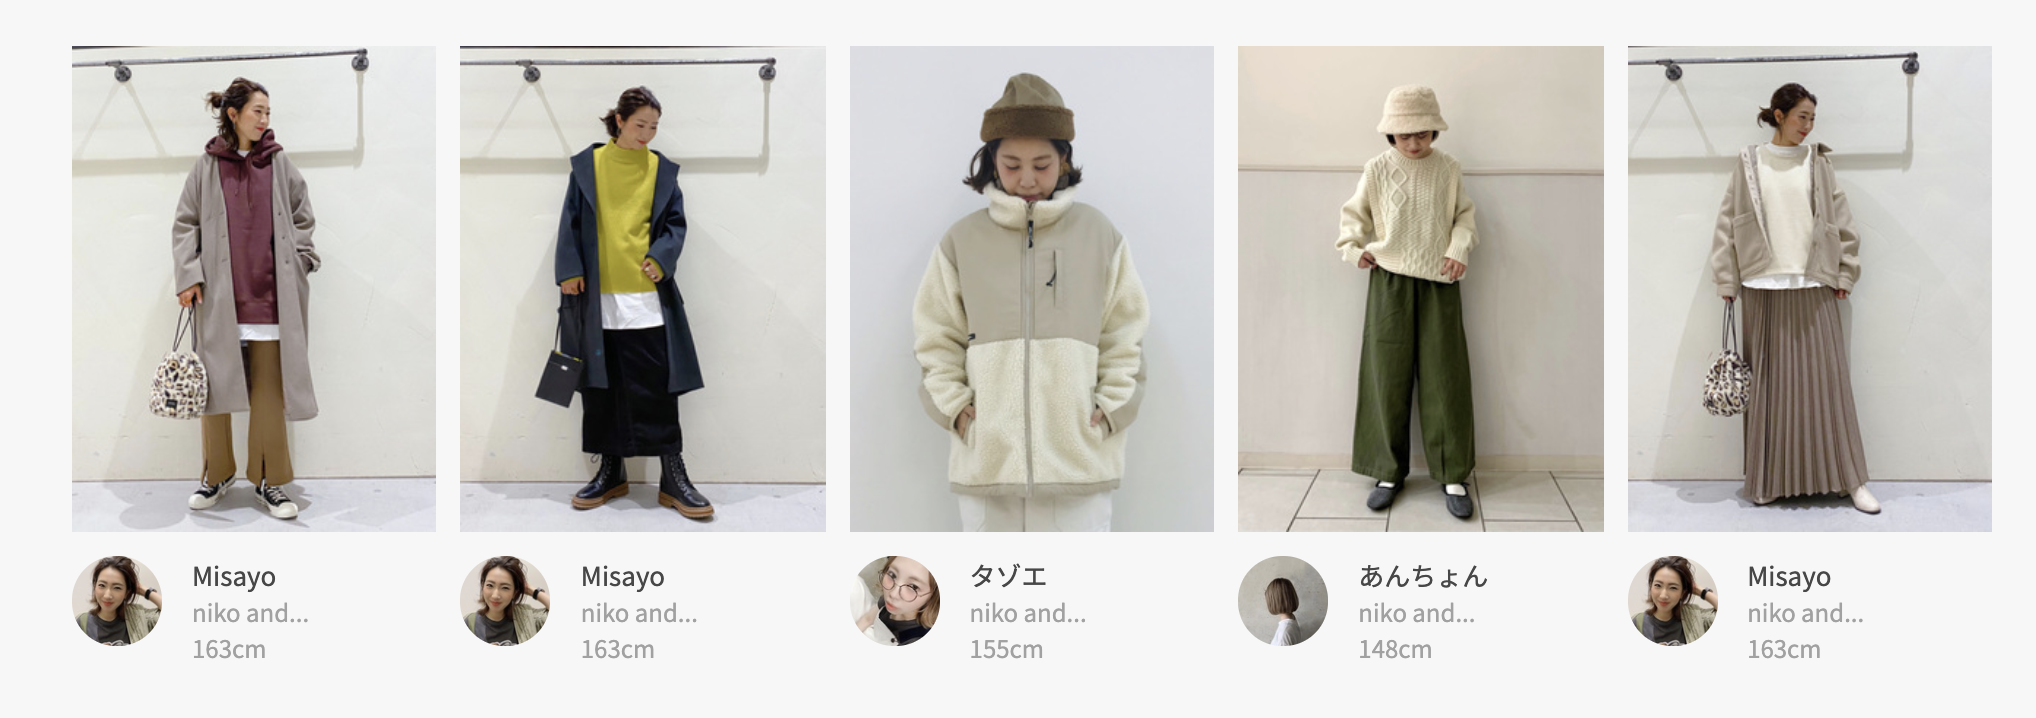 Misayo
niko and...
163cm
Misayo
niko and...
163cm
タゾエ
niko and...
155cm
あんちょん
niko and...
148cm
Misayo
niko and...
163cm